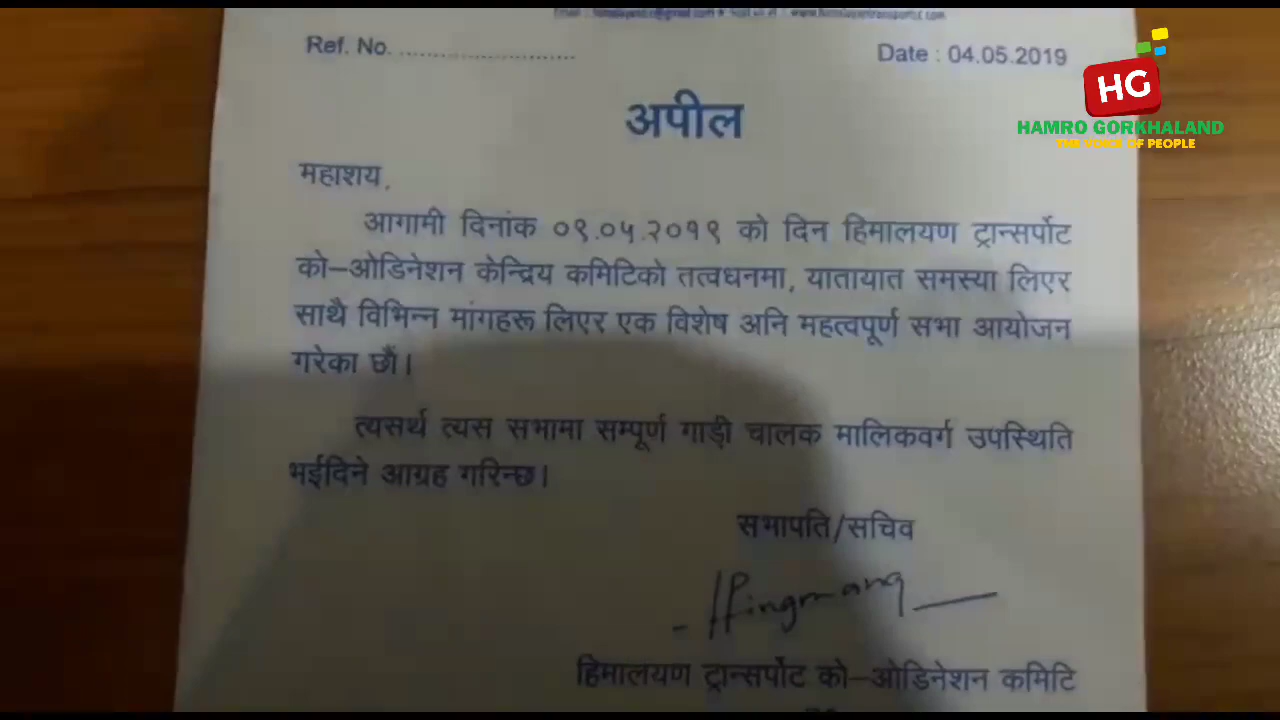 Ref. No. ............................
Date : 04.05.2019
HG
HAMRO GORKHALAND
THE VOICE OF PEOPLE
अपील
महाशय,
आगामी दिनांक ०९.०५.२०१९ को दिन हिमालयण ट्रान्सर्पोट
को–ओडिनेशन केन्द्रिय कमिटिको तत्वधनमा, यातायात समस्या लिएर
साथै विभिन्न मांगहरू लिएर एक विशेष अनि महत्वपूर्ण सभा आयोजन
गरेका छौं।
त्यसर्थ त्यस सभामा सम्पूर्ण गाड़ी चालक मालिकवर्ग उपस्थिति
भईदिने आग्रह गरिन्छ।
सभापति/सचिव
हिमालयण ट्रान्सर्पोट को–ओडिनेशन कमिटि